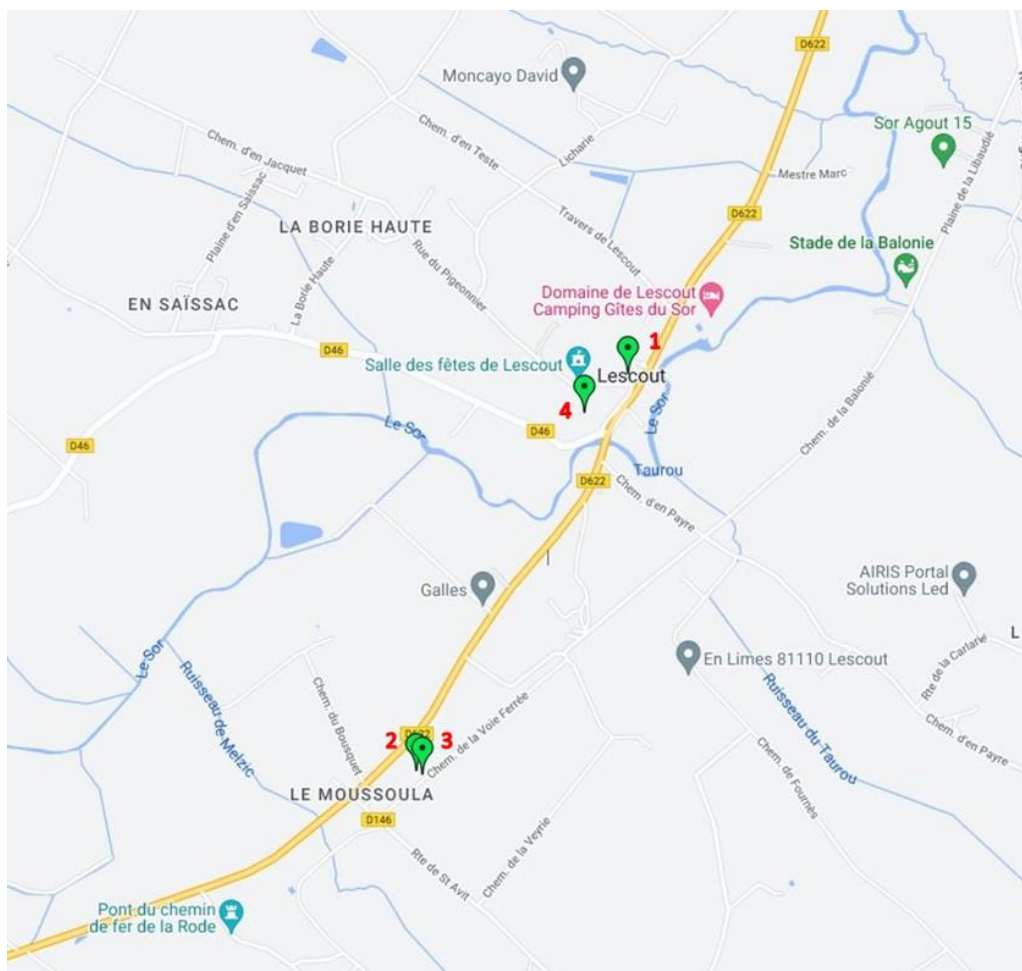 D622
Moncayo David
Sor Agout 15
Chem. d'en Jacquet
Chem. d'en Teste
Licharie
Mestre Marc
Plaine de la Libaudié
Plaine d'en Saïssac
LA BORIE HAUTE
Travers de Lescout
D622
Rue du Pigeonnier
Stade de la Balonie
EN SAÏSSAC
La Borie Haute
Domaine de Lescout
Camping Gîtes du Sor
D46
1
Salle des fêtes de Lescout
Lescout
4
Le Sor
Le Sor
Chem. de la Balonié
D46
D46
Taurou
D622
Chem. d'en Payre
Galles
AIRIS Portal
Solutions Led
L
Le Sor
Ruisseau de Melzic
Chem. du Bousquet
En Limes 81110 Lescout
Rte de la Carlarié
Ruisseau du Taurou
Chem. de la Voie Ferrée
Chem. d'en Payre
2
D622
3
LE MOUSSOULA
Chem. de Fournès
D146
Rte de St Avit
Chem. de la Veyrie
Pont du chemin
de fer de la Rode